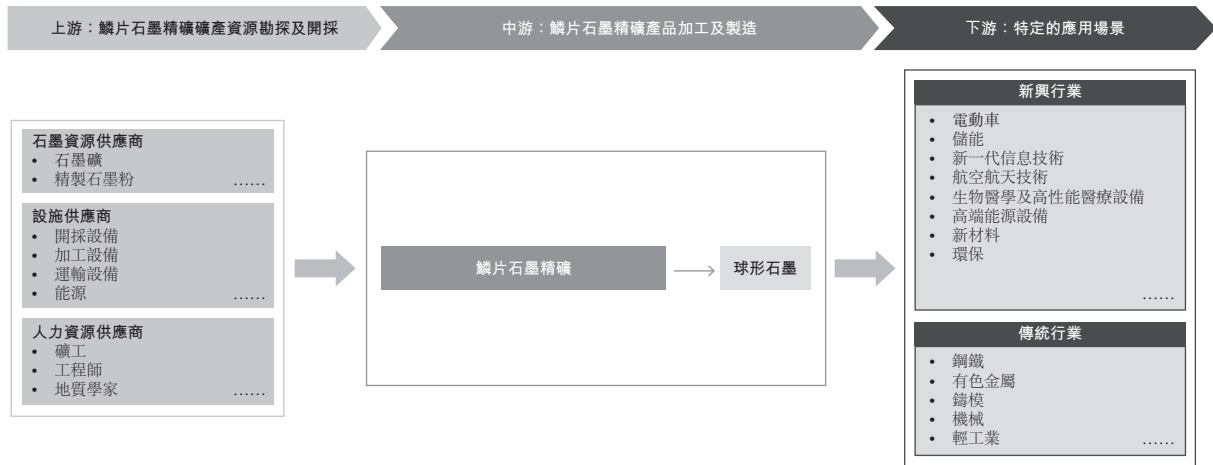 上游：鱗片石墨精礦礦產資源勘探及開採
中游：鱗片石墨精礦產品加工及製造
下游：特定的應用場景
石墨資源供應商
• 石墨礦
• 精製石墨粉 ……
設施供應商
• 開採設備
• 加工設備
• 運輸設備
• 能源 ……
人力資源供應商
• 礦工
• 工程師
• 地質學家 ……
鱗片石墨精礦
球形石墨
新興行業
• 電動車
• 儲能
• 新一代信息技術
• 航空航天技術
• 生物醫學及高性能醫療設備
• 高端能源設備
• 新材料
• 環保
……
傳統行業
• 鋼鐵
• 有色金屬
• 鑄模
• 機械
• 輕工業 ……